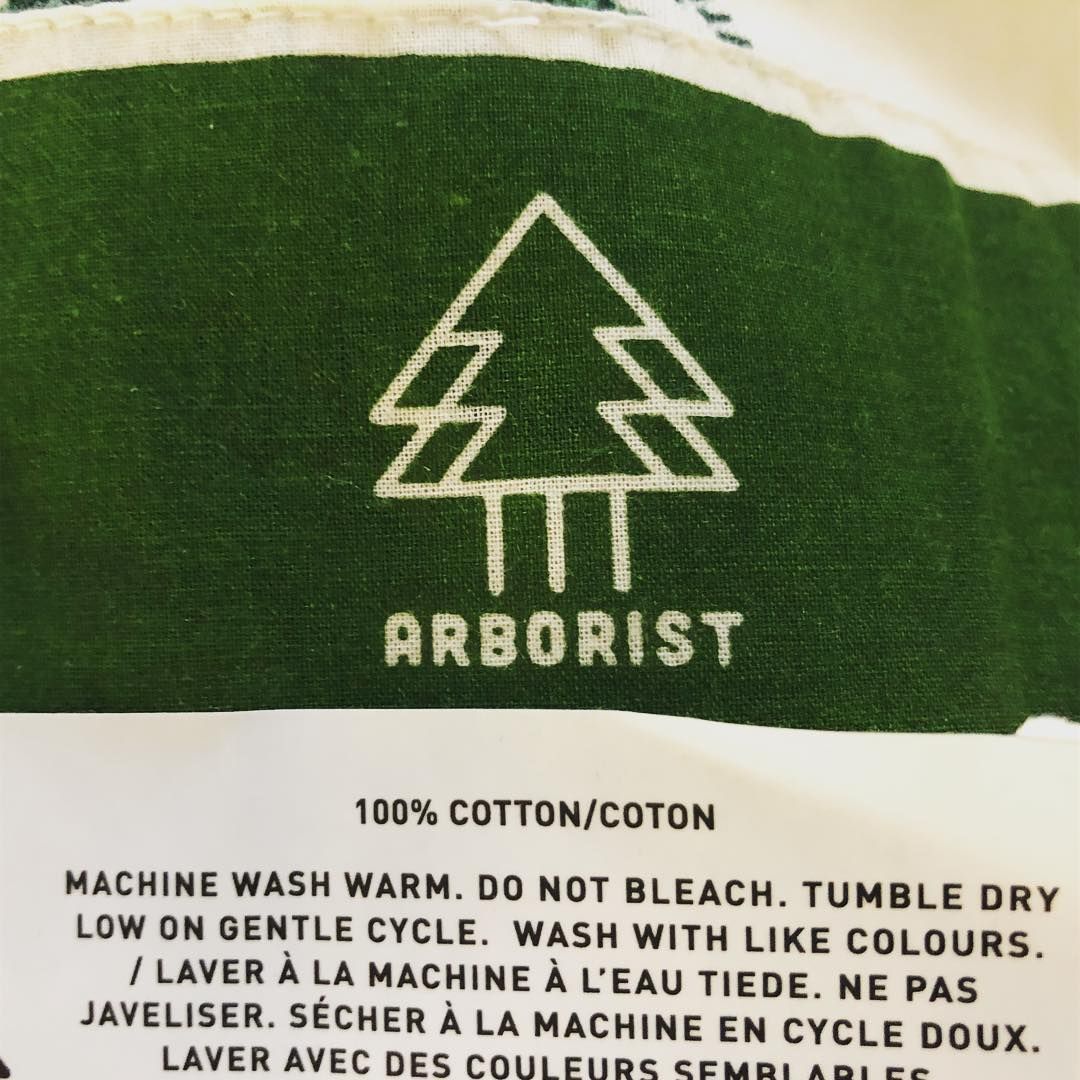 ARBORIST
100% COTTON/COTON
MACHINE WASH WARM. DO NOT BLEACH. TUMBLE DRY
LOW ON GENTLE CYCLE. WASH WITH LIKE COLOURS.
/ LAVER À LA MACHINE À L'EAU TIEDE. NE PAS
JAVELISER. SÉCHER À LA MACHINE EN CYCLE DOUX.
LAVER AVEC DES COULEURS SEMBLABLES.